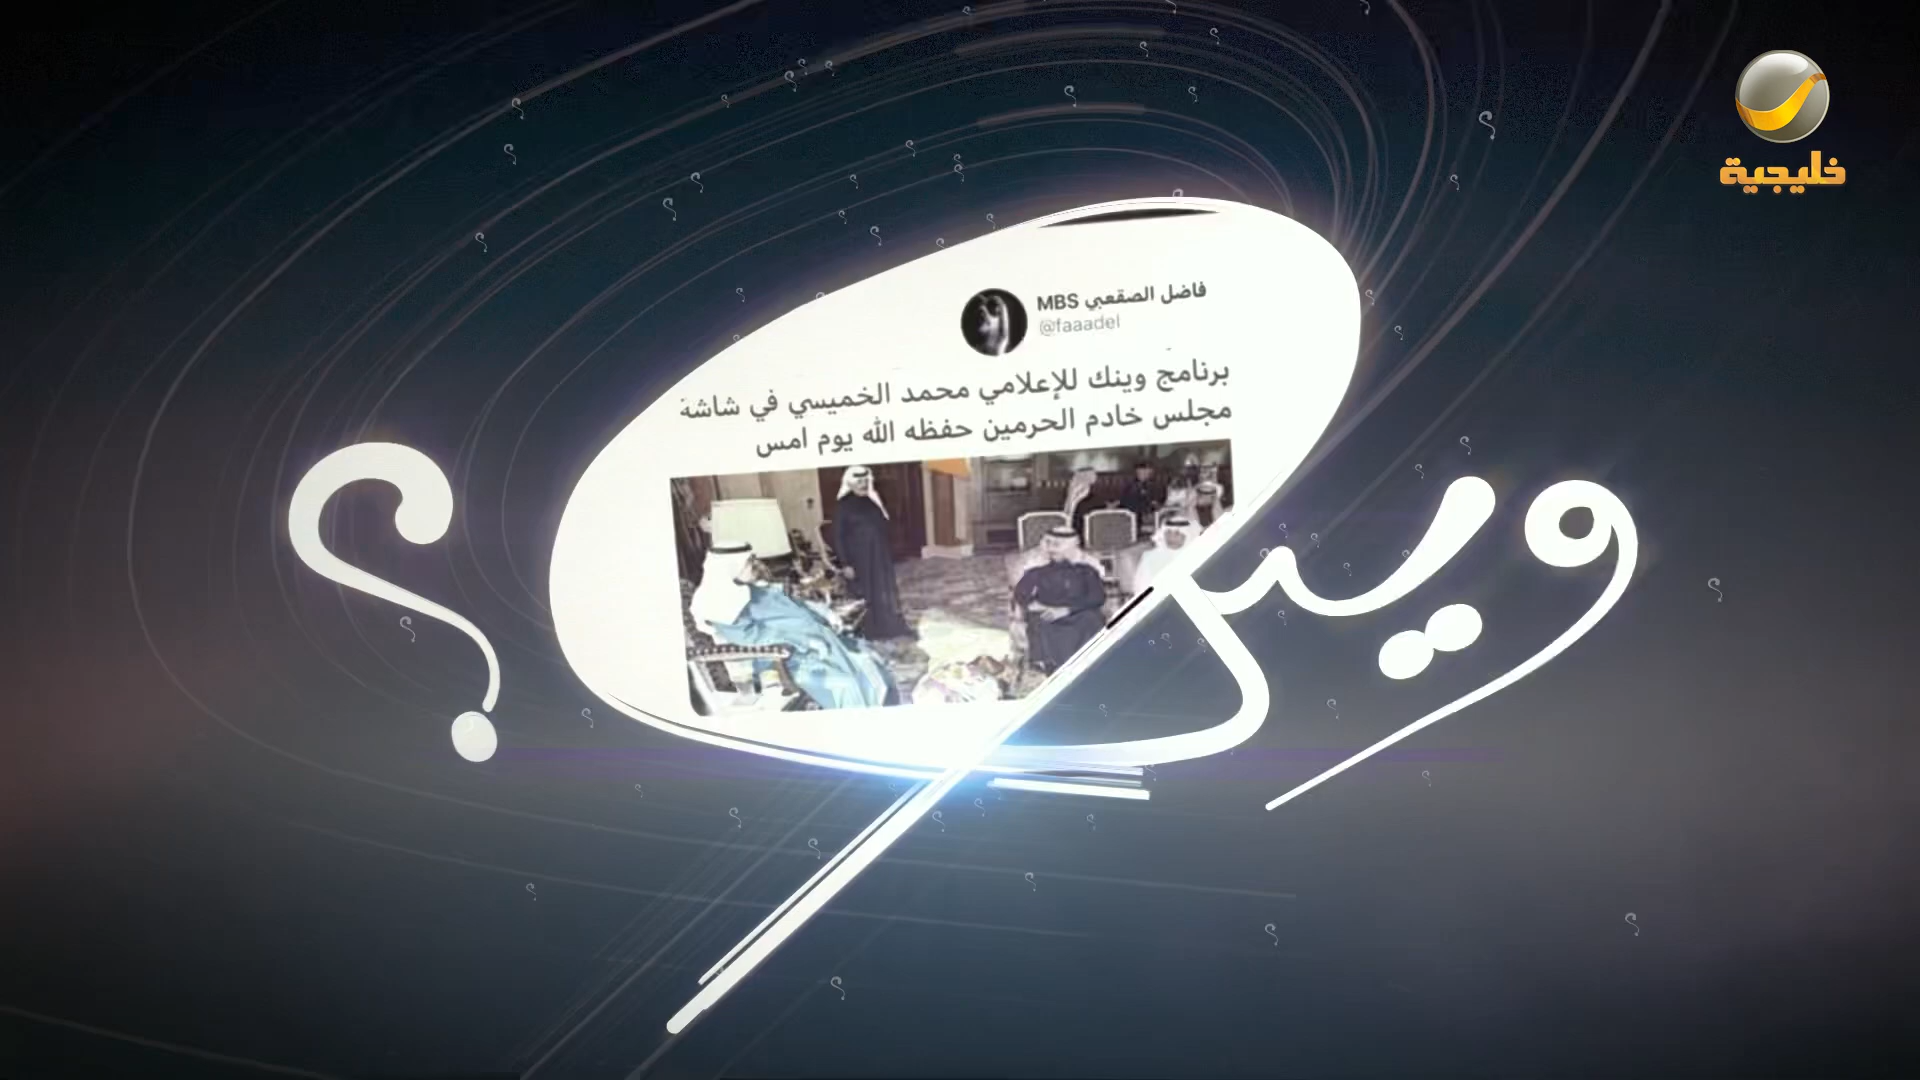 خليجية
فاضل الصقعبي MBS
@faaadel
برنامج وينك للإعلامي محمد الخميسي في شاشة
مجلس خادم الحرمين حفظه الله يوم امس
وينك ؟